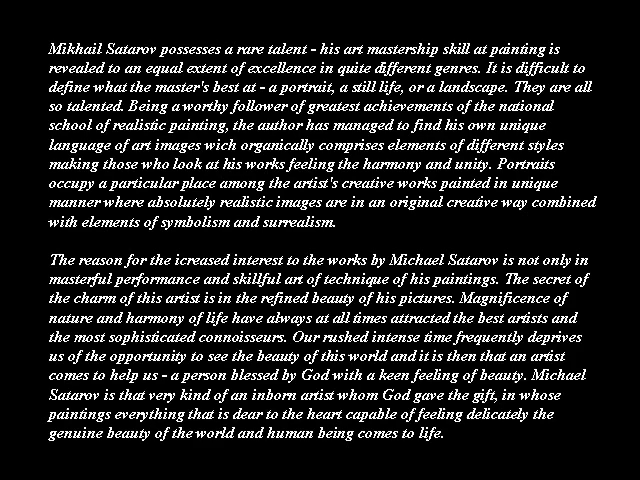 Mikhail Satarov possesses a rare talent - his art mastership skill at painting is
revealed to an equal extent of excellence in quite different genres. It is difficult to
define what the master's best at - a portrait, a still life, or a landscape. They are all
so talented. Being a worthy follower of greatest achievements of the national
school of realistic painting, the author has managed to find his own unique
language of art images wich organically comprises elements of different styles
making those who look at his works feeling the harmony and unity. Portraits
occupy a particular place among the artist's creative works painted in unique
manner where absolutely realistic images are in an original creative way combined
with elements of symbolism and surrealism.
The reason for the icreased interest to the works by Michael Satarov is not only in
masterful performance and skillful art of technique of his paintings. The secret of
the charm of this artist is in the refined beauty of his pictures. Magnificence of
nature and harmony of life have always at all times attracted the best artists and
the most sophisticated connoisseurs. Our rushed intense time frequently deprives
us of the opportunity to see the beauty of this world and it is then that an artist
comes to help us - a person blessed by God with a keen feeling of beauty. Michael
Satarov is that very kind of an inborn artist whom God gave the gift, in whose
paintings everything that is dear to the heart capable of feeling delicately the
genuine beauty of the world and human being comes to life.